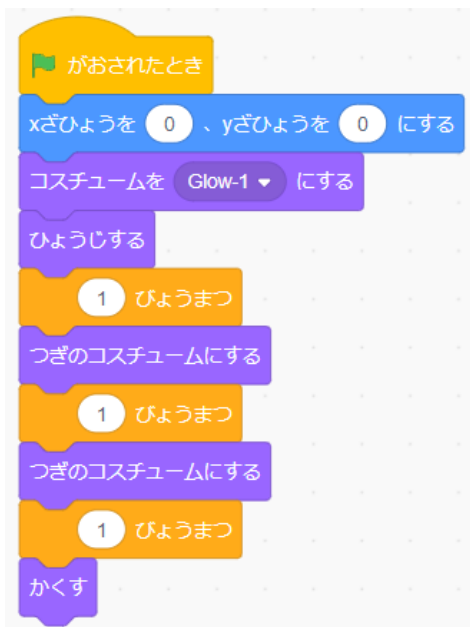 がおされたとき
xざひょうを 0 、yざひょうを 0 にする
コスチュームを Glow-1 にする
ひょうじする
1 びょうまつ
つぎのコスチュームにする
1 びょうまつ
つぎのコスチュームにする
1 びょうまつ
かくす